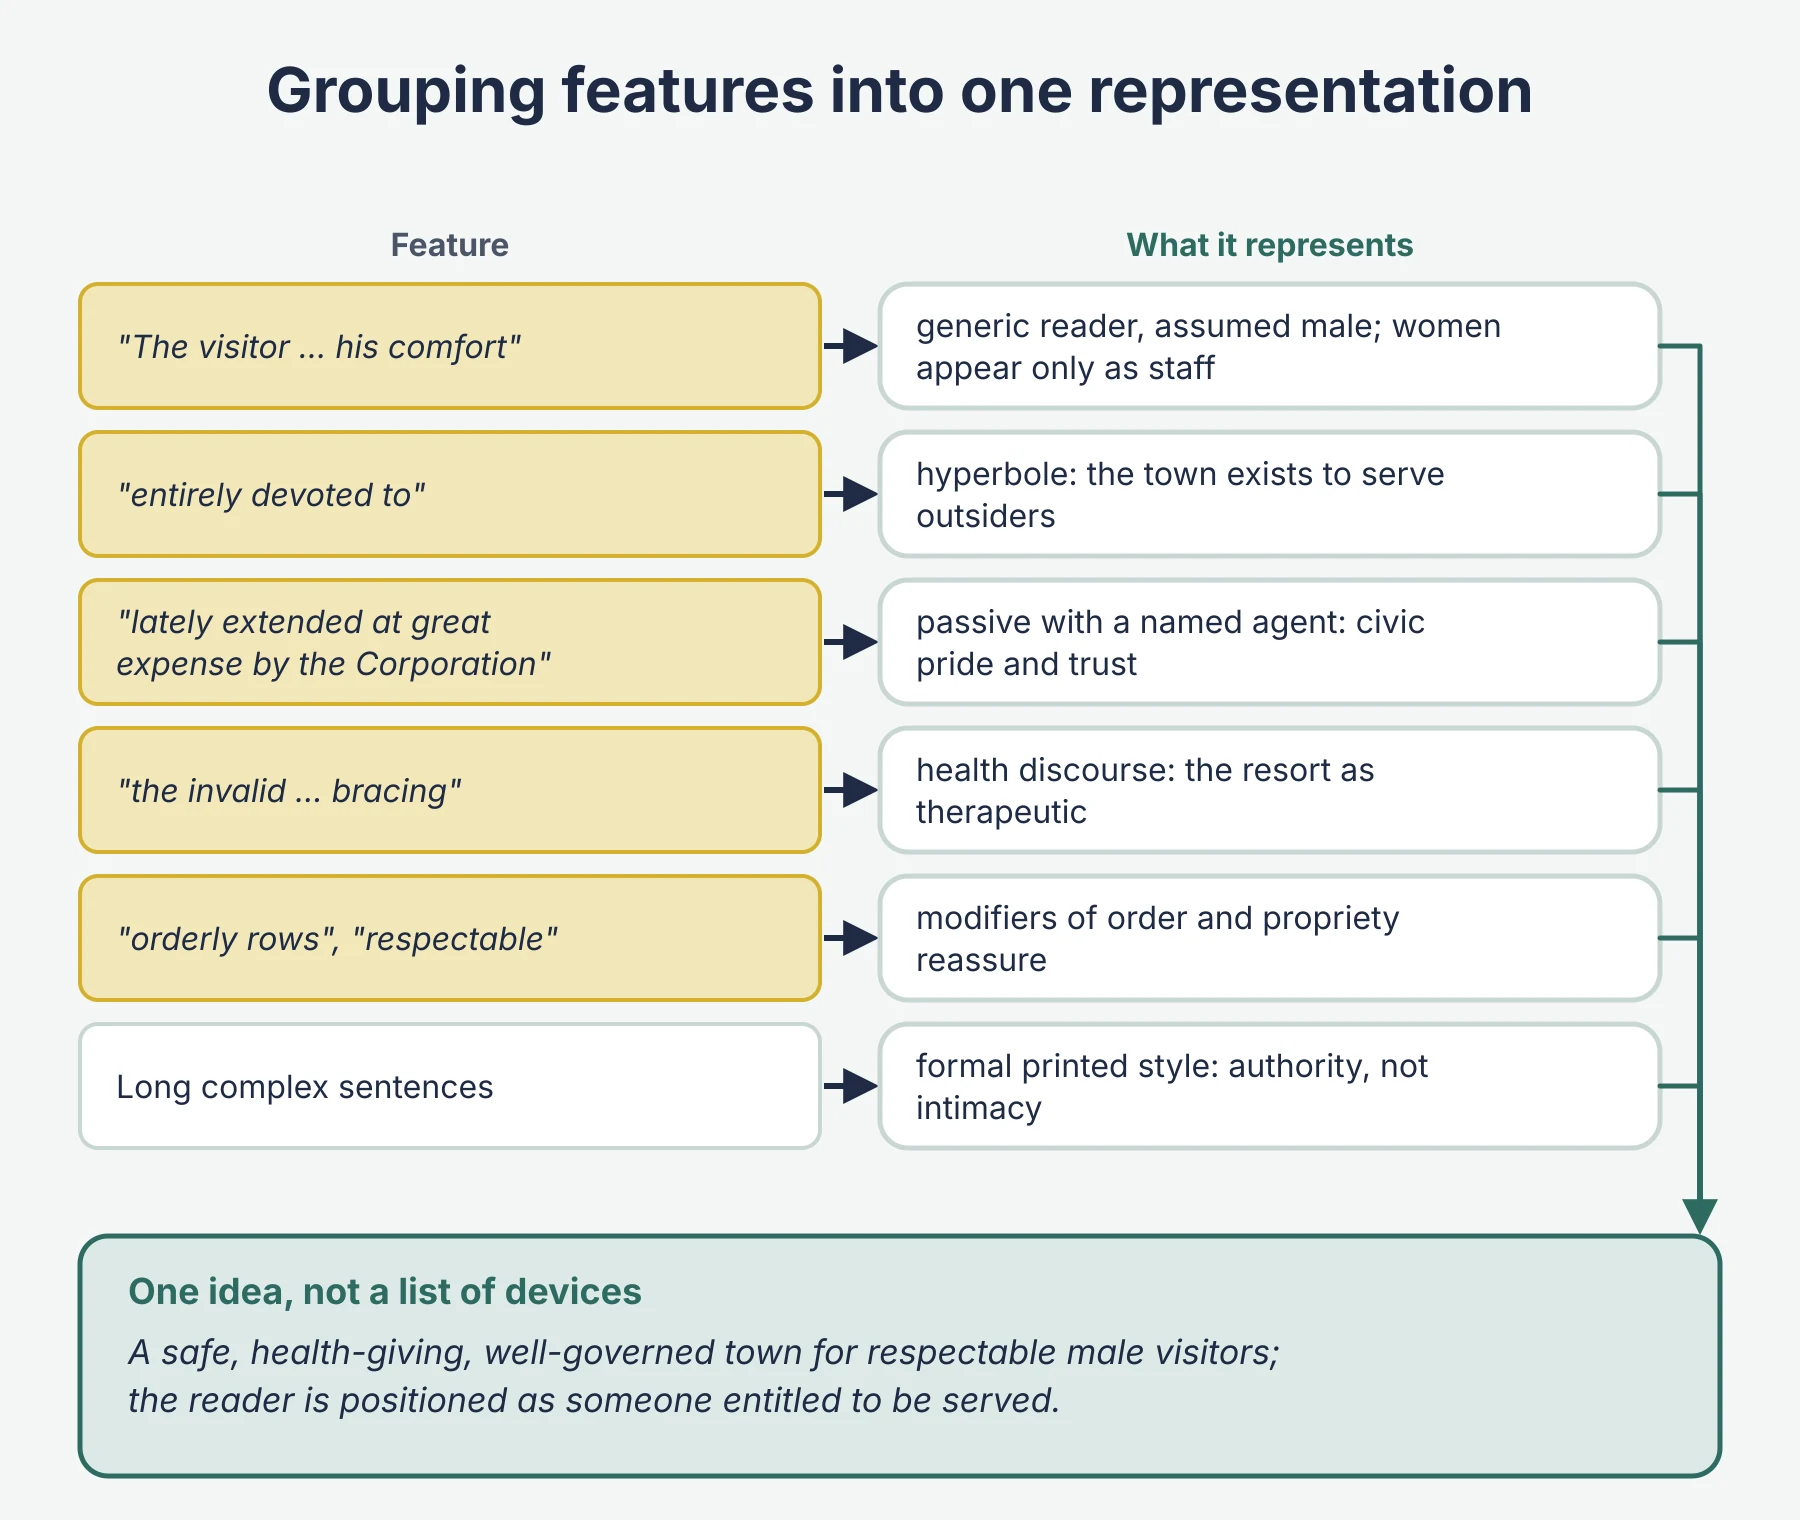 Grouping features into one representation
Feature
What it represents
"The visitor ... his comfort"
generic reader, assumed male; women
appear only as staff
"entirely devoted to"
hyperbole: the town exists to serve
outsiders
"lately extended at great
expense by the Corporation"
passive with a named agent: civic
pride and trust
"the invalid ... bracing"
health discourse: the resort as
therapeutic
"orderly rows", "respectable"
modifiers of order and propriety
reassure
Long complex sentences
formal printed style: authority, not
intimacy
One idea, not a list of devices
A safe, health-giving, well-governed town for respectable male visitors;
the reader is positioned as someone entitled to be served.